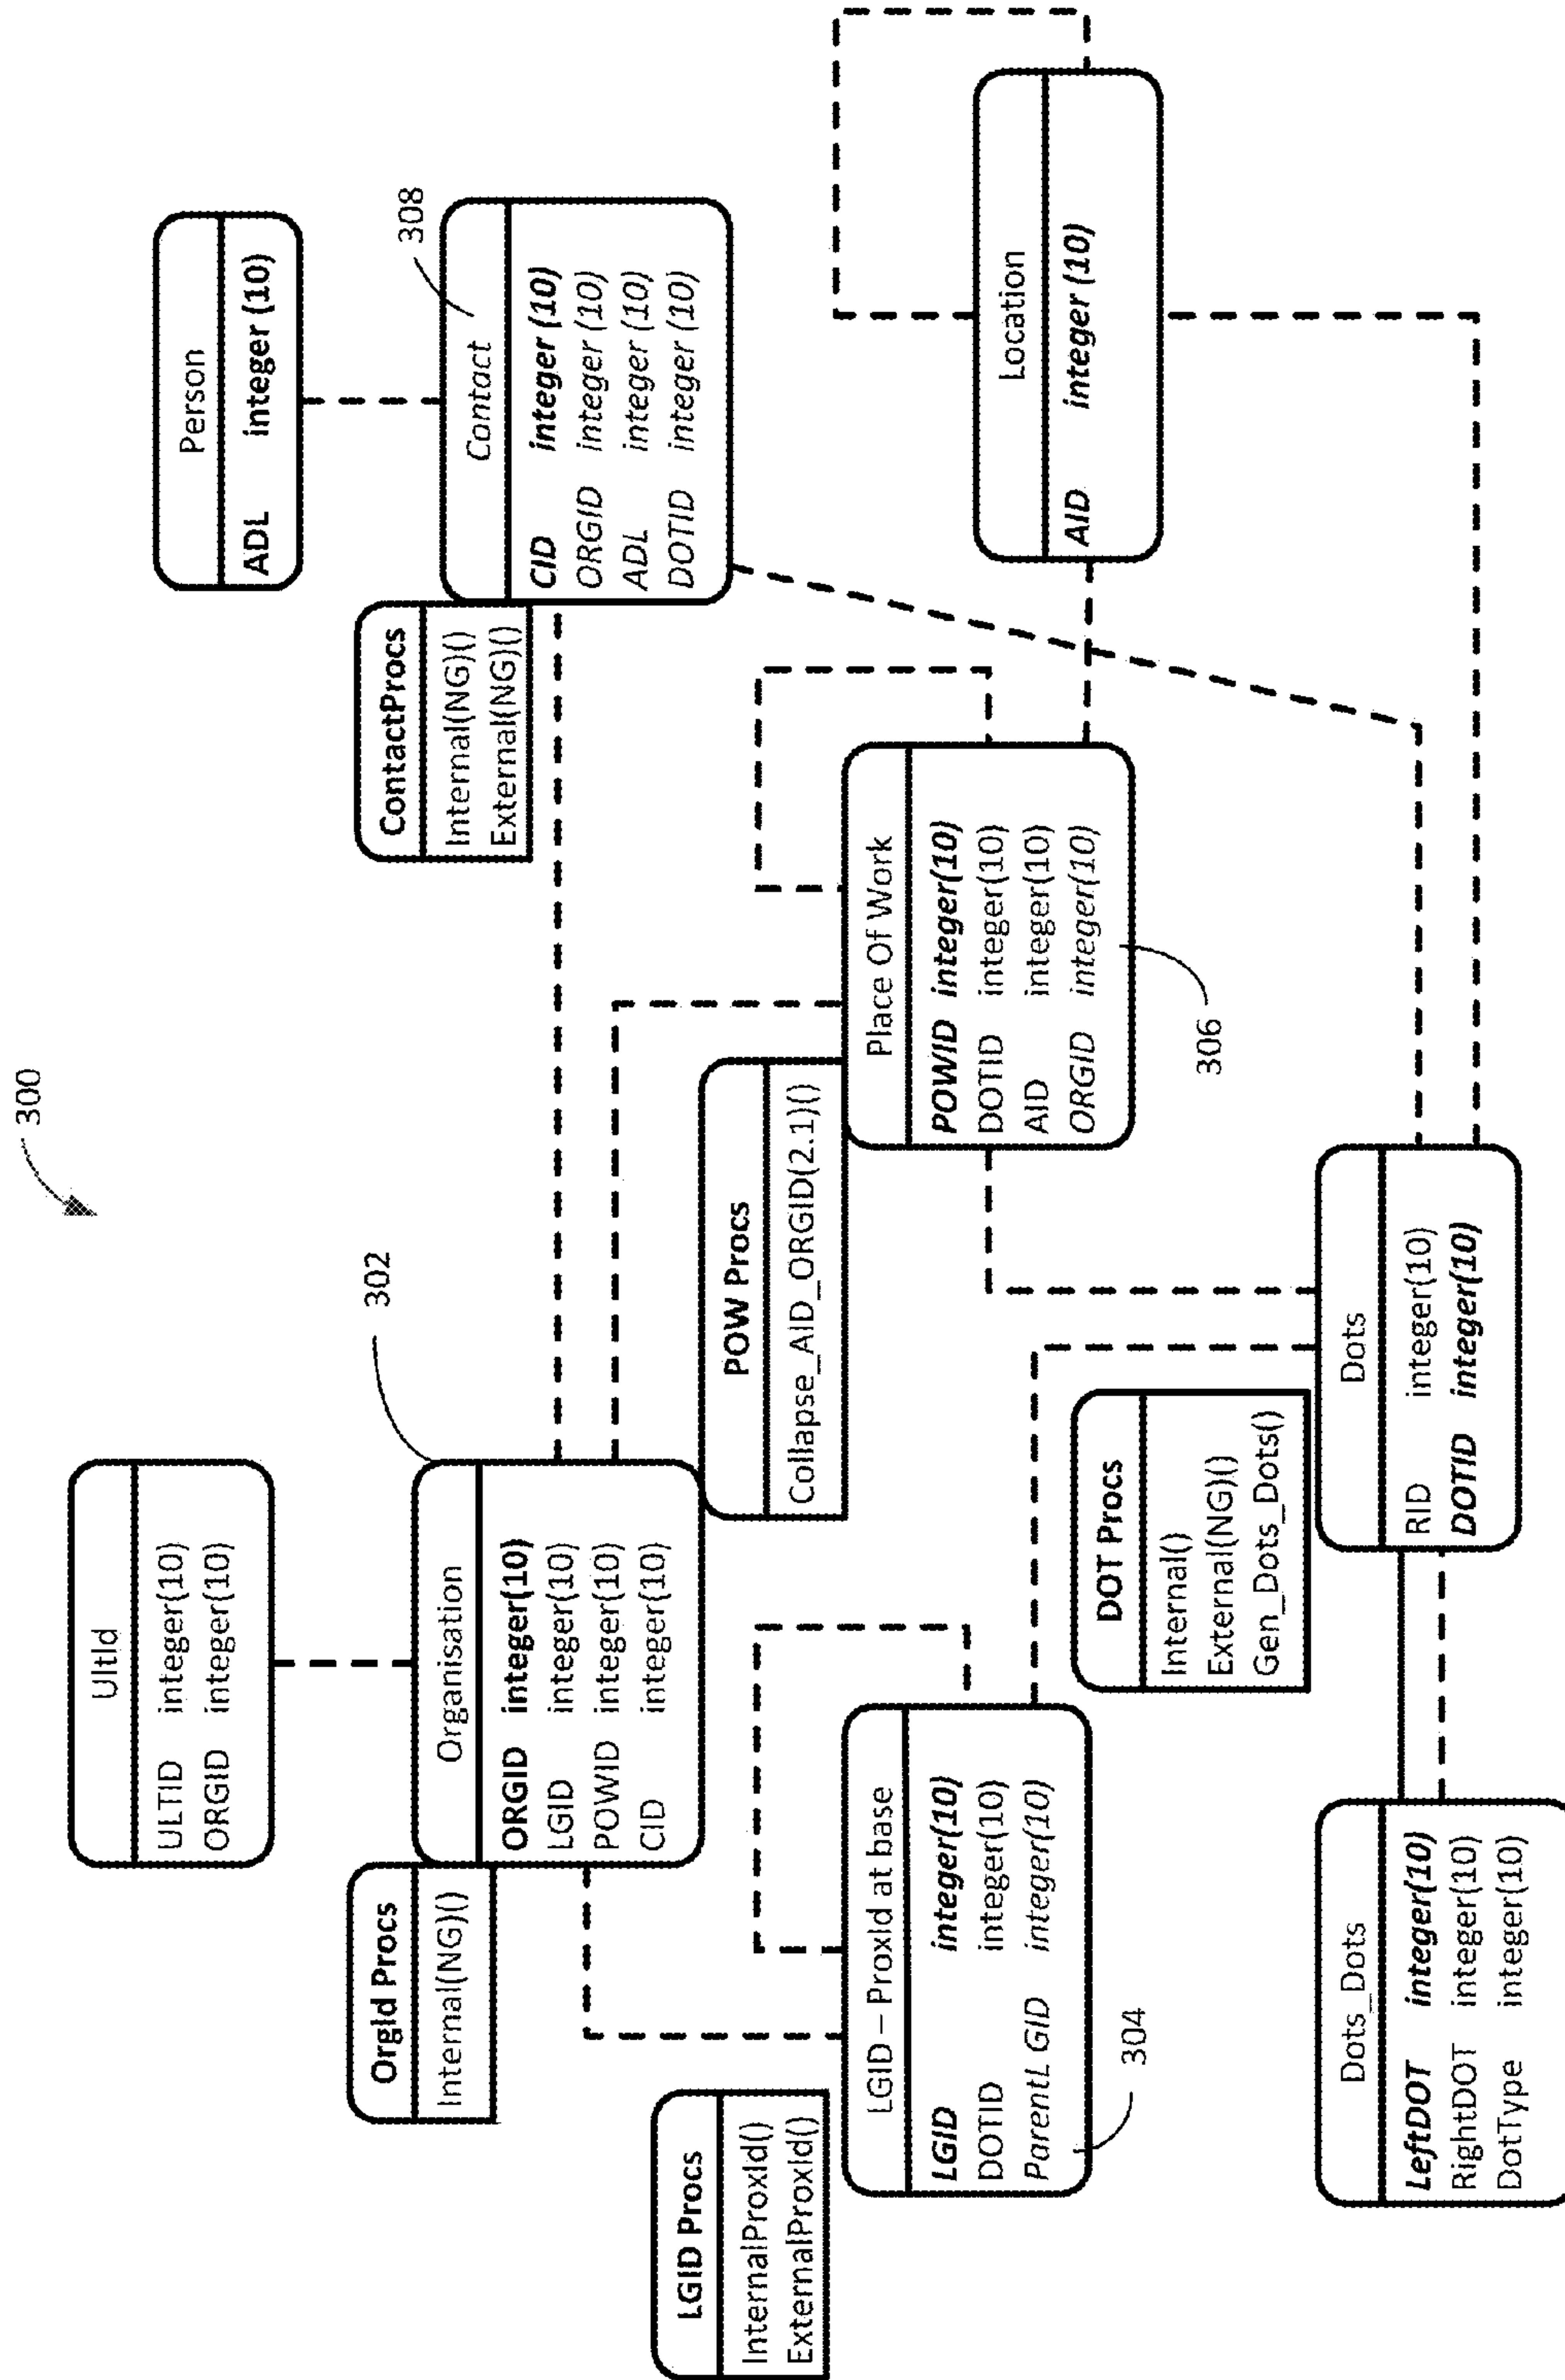 300
UltId
ULTID integer(10)
ORGID integer(10)
Person
ADL integer (10)
302
OrgId Procs
Internal(NG)()
Organisation
ORGID integer(10)
LGID integer(10)
POWID integer(10)
CID integer(10)
ContactProcs
Internal(NG)()
External(NG)()
308
Contact
CID integer (10)
ORGID integer (10)
ADL integer (10)
DOTID integer (10)
LGID Procs
InternalProxId()
ExternalProxId()
POW Procs
Collapse_AID_ORGID(2.1)()
LGID – ProxId at base
LGID integer(10)
DOTID integer(10)
ParentL GID integer(10)
304
Place Of Work
POWID integer(10)
DOTID integer(10)
AID integer(10)
ORGID integer(10)
306
Location
AID integer (10)
DOT Procs
Internal()
External(NG)()
Gen_Dots_Dots()
Dots_Dots
LeftDOT integer(10)
RightDOT integer(10)
DotType integer(10)
Dots
RID integer(10)
DOTID integer(10)